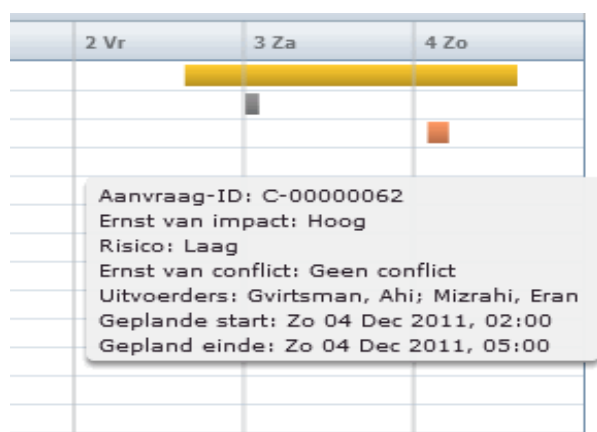 2 Vr
3 Za
4 Zo
Aanvraag-ID: C-00000062
Ernst van impact: Hoog
Risico: Laag
Ernst van conflict: Geen conflict
Uitvoerders: Gvirtsman, Ahi; Mizrahi, Eran
Geplande start: Zo 04 Dec 2011, 02:00
Gepland einde: Zo 04 Dec 2011, 05:00